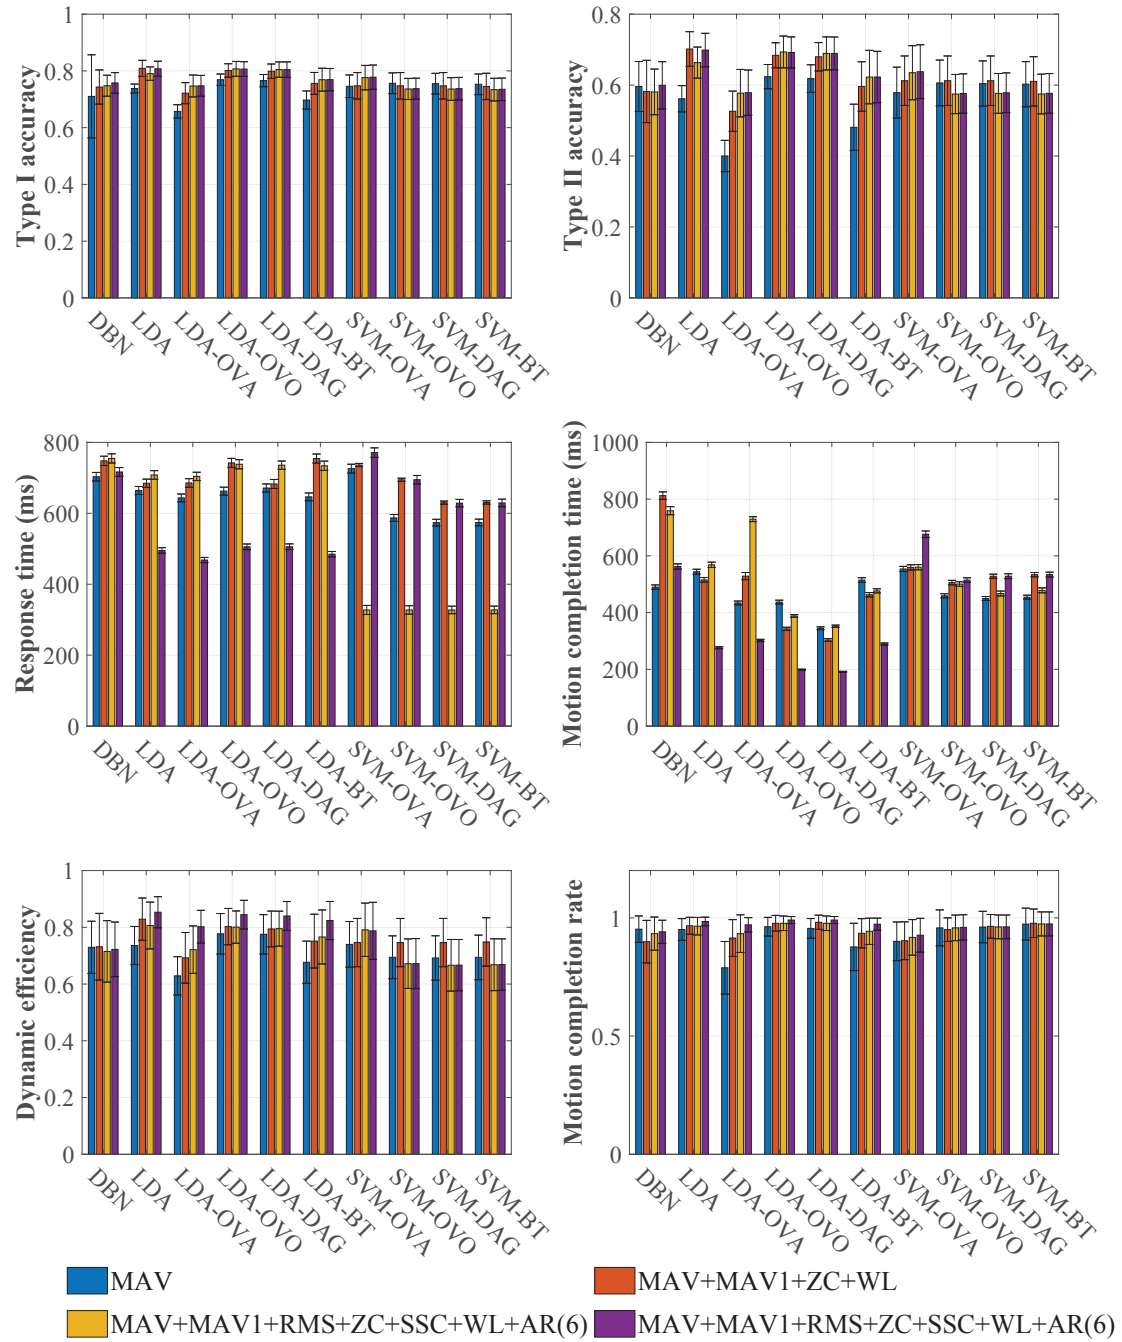 Type I accuracy
1
0.8
0.6
0.4
0.2
0
DBN
LDA
LDA-OVA
LDA-OVO
LDA-DAG
LDA-BT
SVM-OVA
SVM-OVO
SVM-DAG
SVM-BT
Type II accuracy
0.8
0.6
0.4
0.2
0
DBN
LDA
LDA-OVA
LDA-OVO
LDA-DAG
LDA-BT
SVM-OVA
SVM-OVO
SVM-DAG
SVM-BT
Response time (ms)
800
600
400
200
0
DBN
LDA
LDA-OVA
LDA-OVO
LDA-DAG
LDA-BT
SVM-OVA
SVM-OVO
SVM-DAG
SVM-BT
Motion completion time (ms)
1000
800
600
400
200
0
DBN
LDA
LDA-OVA
LDA-OVO
LDA-DAG
LDA-BT
SVM-OVA
SVM-OVO
SVM-DAG
SVM-BT
Dynamic efficiency
1
0.8
0.6
0.4
0.2
0
DBN
LDA
LDA-OVA
LDA-OVO
LDA-DAG
LDA-BT
SVM-OVA
SVM-OVO
SVM-DAG
SVM-BT
Motion completion rate
1
0.5
0
DBN
LDA
LDA-OVA
LDA-OVO
LDA-DAG
LDA-BT
SVM-OVA
SVM-OVO
SVM-DAG
SVM-BT
MAV
MAV+MAV1+ZC+WL
MAV+MAV1+RMS+ZC+SSC+WL+AR(6)
MAV+MAV1+RMS+ZC+SSC+WL+AR(6)